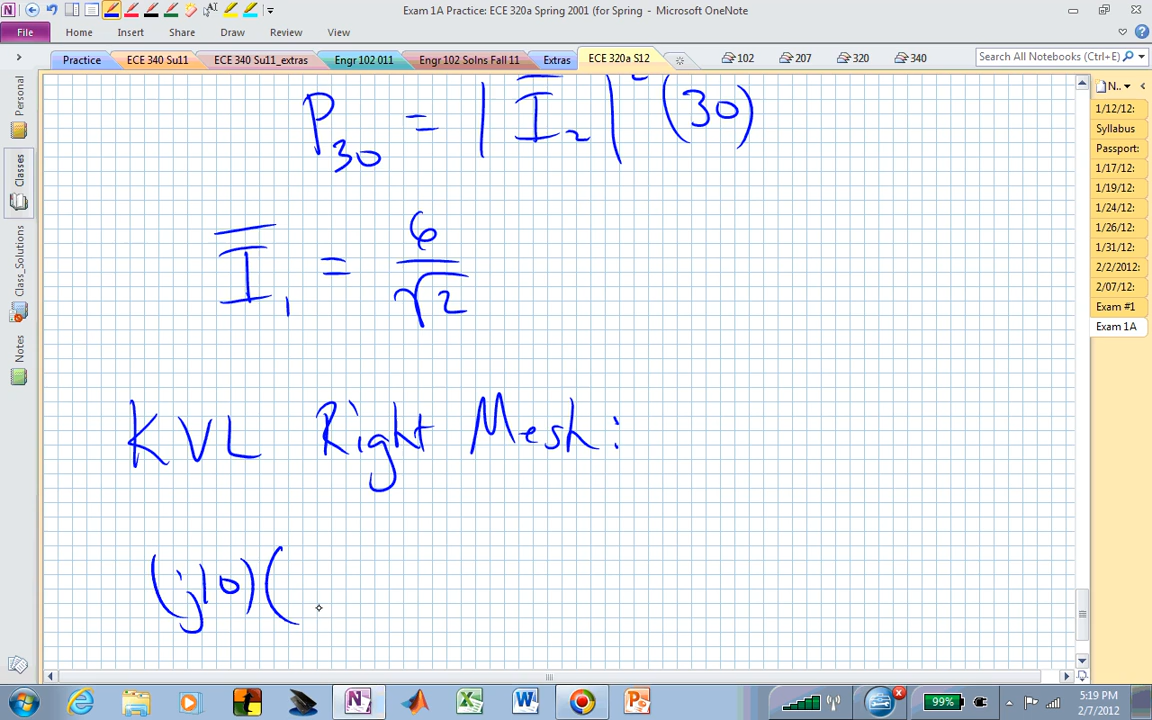 Exam 1A Practice: ECE 320a Spring 2001 (for Spring - Microsoft OneNote
File Home Insert Share Draw Review View
Practice ECE 340 Su11 ECE 340 Su11_extras Engr 102 011 Engr 102 Solns Fall 11 Extras ECE 320a S12 102 207 320 340 Search All Notebooks (Ctrl+E)
Personal
Classes
Class_Solutions
Notes
N..
1/12/12:
Syllabus
Passport:
1/17/12:
1/19/12:
1/24/12:
1/26/12:
1/31/12:
2/2/2012:
2/07/12:
Exam #1
Exam 1A
P₃₀ = |I̅₂|² (30)
I̅₁ = 6/√2
KVL Right Mesh:
(j10)(
99%
5:19 PM
2/7/2012